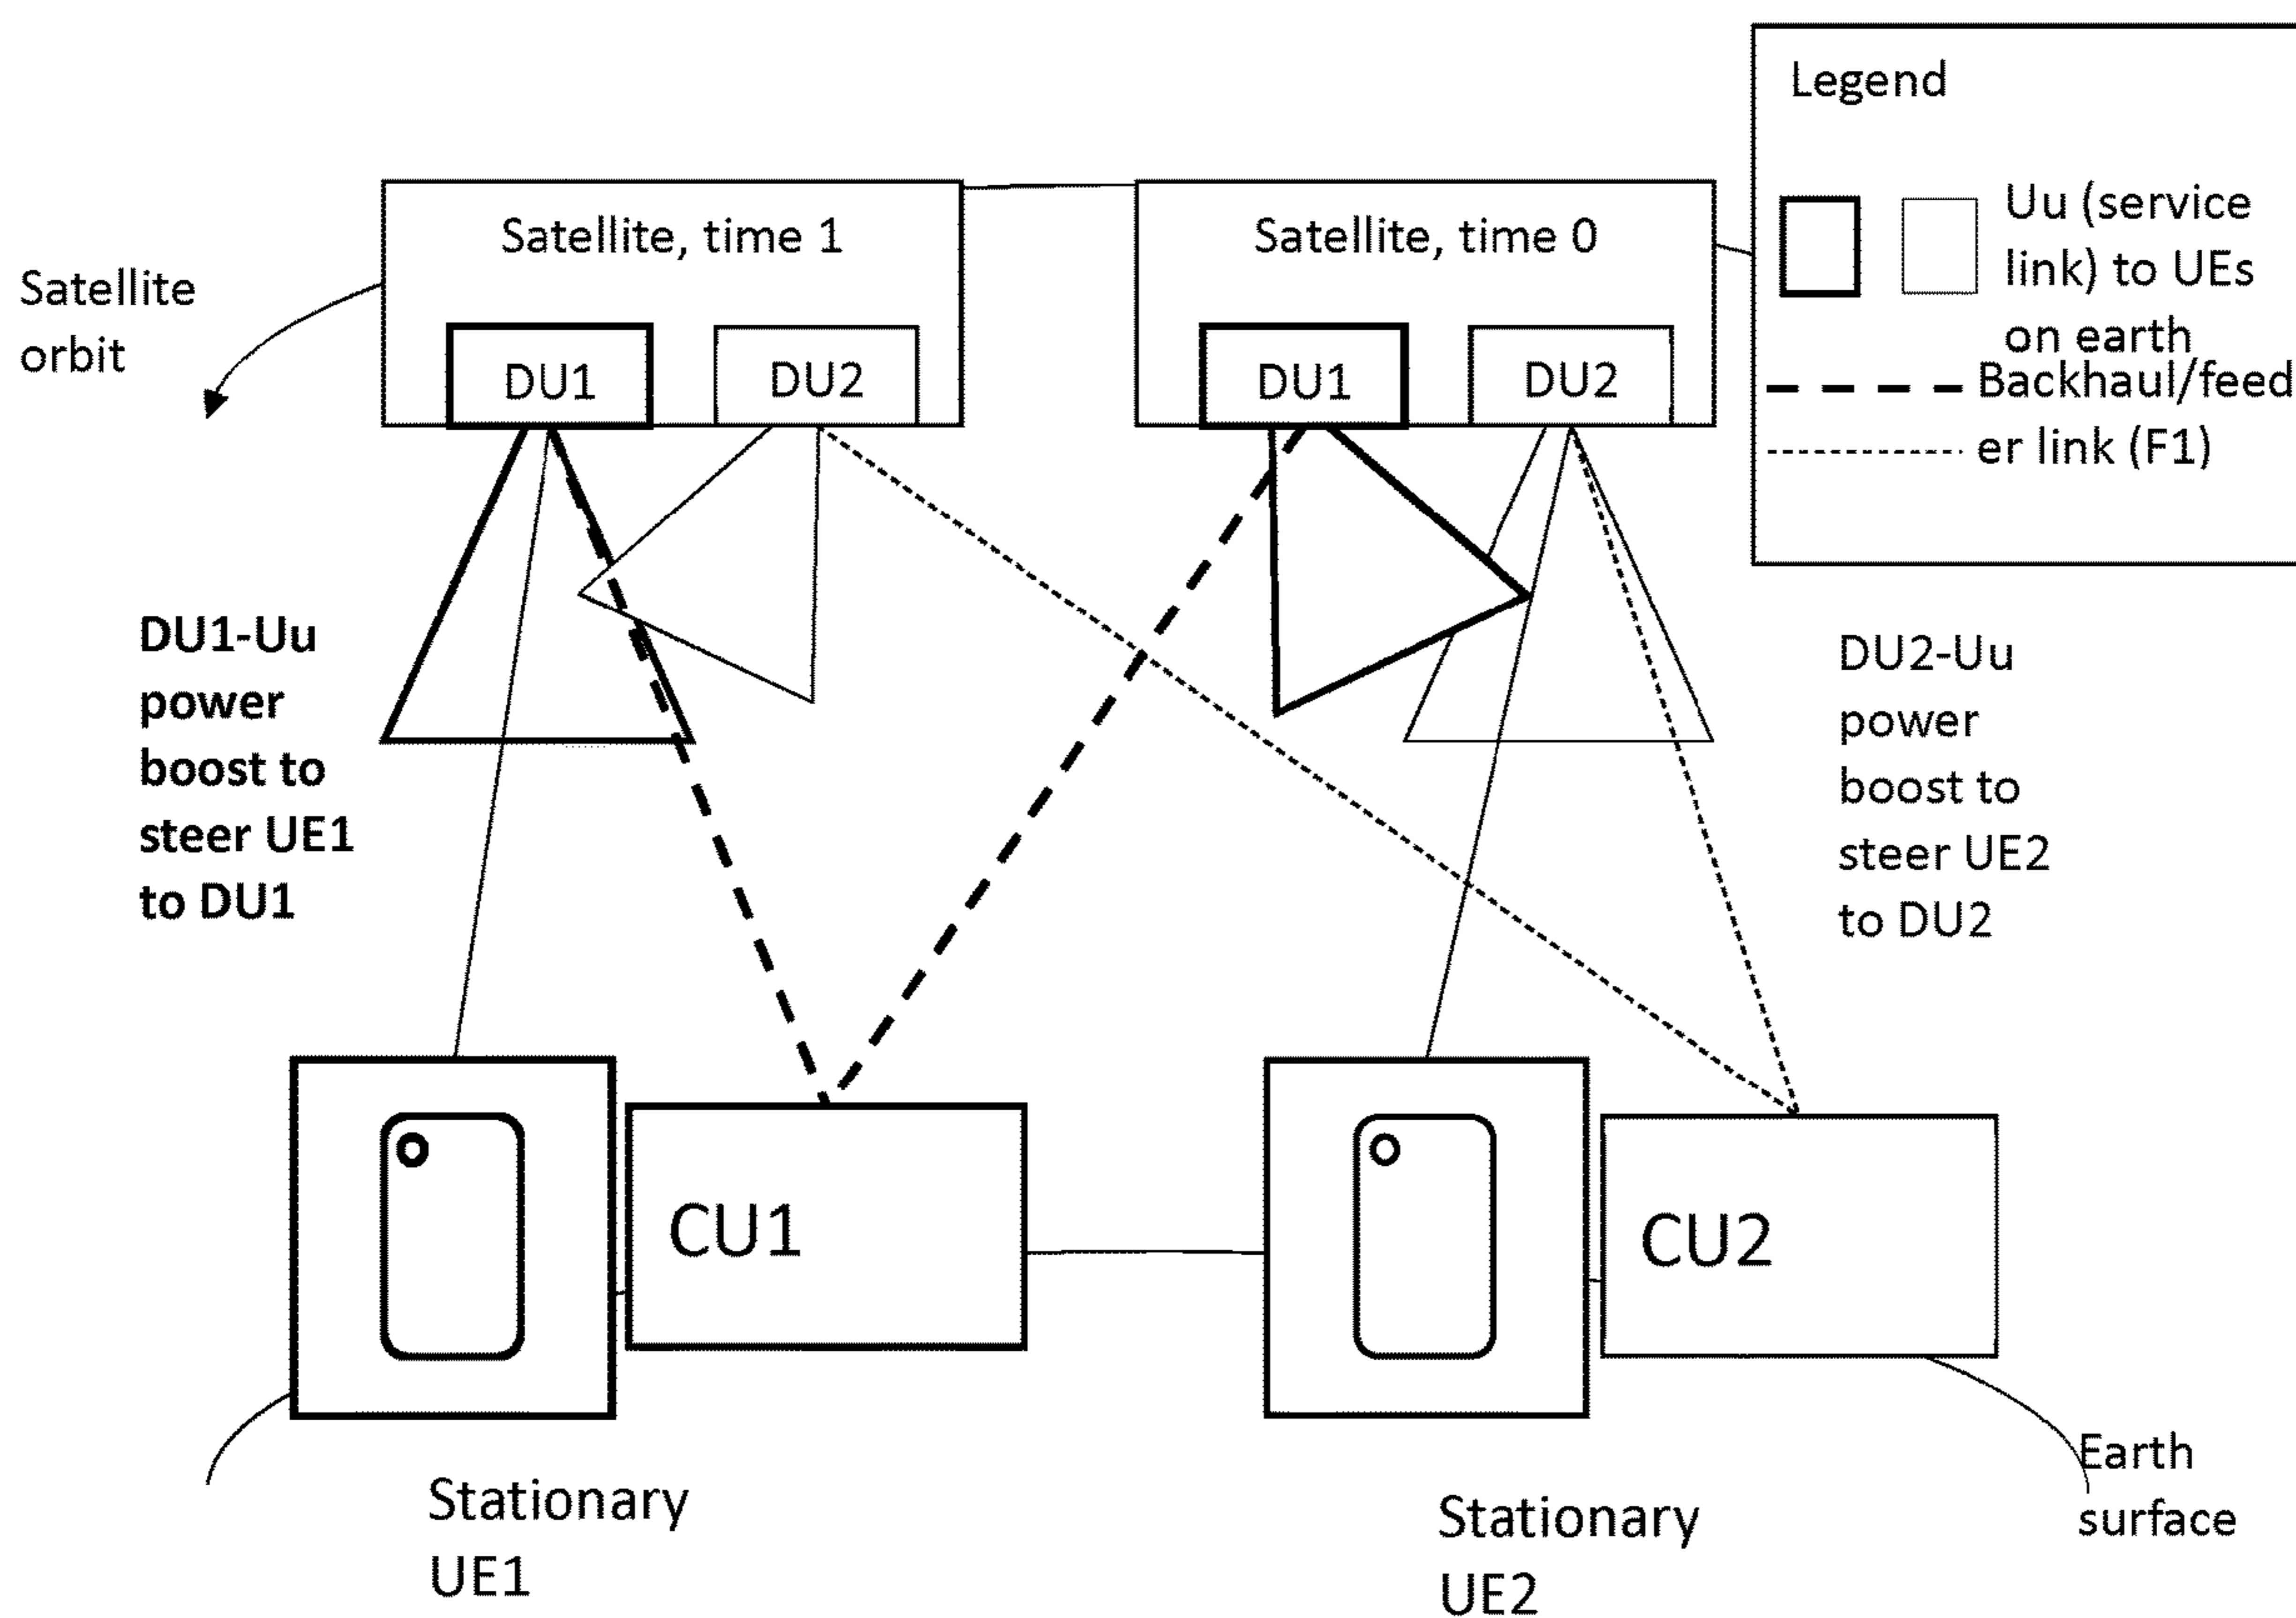 Legend
Uu (service
link) to UEs
on earth
Backhaul/feed
er link (F1)
Satellite, time 1
Satellite, time 0
Satellite
orbit
DU1
DU2
DU1
DU2
DU1-Uu
power
boost to
steer UE1
to DU1
DU2-Uu
power
boost to
steer UE2
to DU2
CU1
CU2
Stationary
UE1
Stationary
UE2
Earth
surface